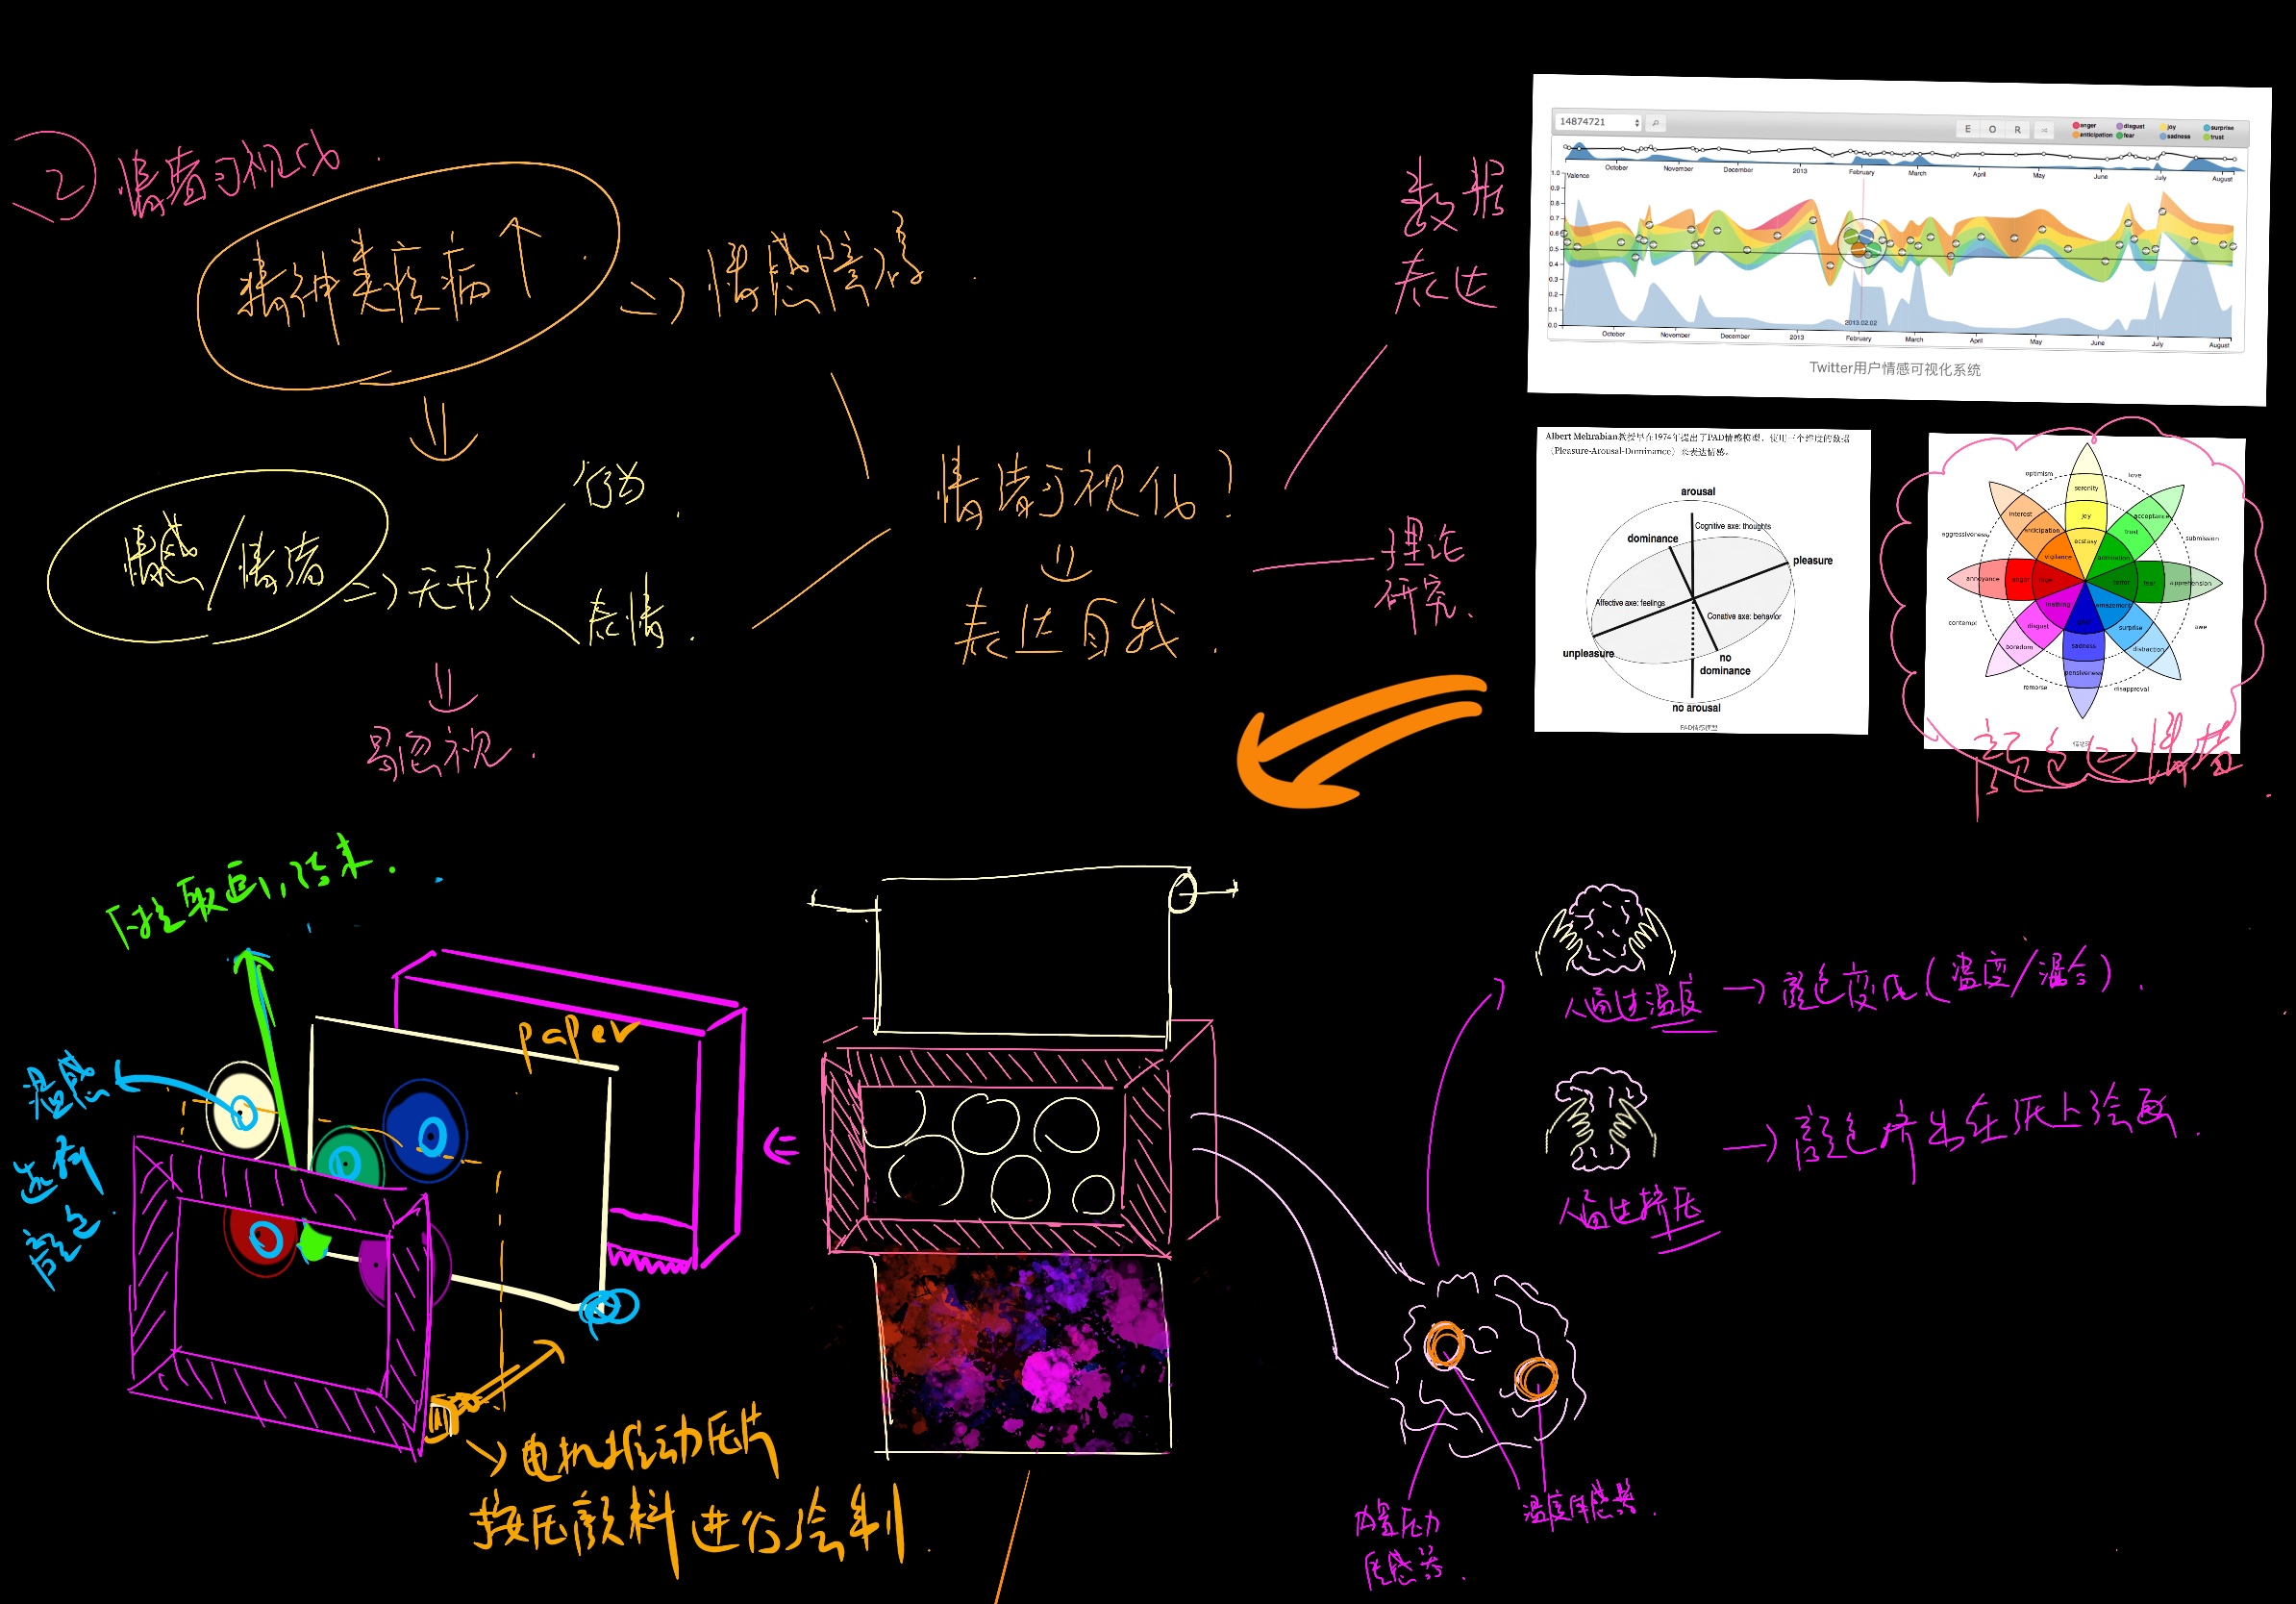 ② 情绪可视化.
精神类疾病↑ => 情感障碍.
情感/情绪 => 无形
行为.
表情.
易忽视.
情绪可视化?
表达自我.
数据
表达
理论
研究.
14874721
E O R
anger disgust joy surprise
anticipation fear sadness trust
October November December 2013 February March April May June July August
Valence
1.0
0.9
0.8
0.7
0.6
0.5
0.4
0.3
0.2
0.1
0.0
2013.02.02
October November December 2013 February March April May June July August
Twitter用户情感可视化系统
Albert Mehrabian教授早在1974年提出了PAD情感模型，使用三个维度的数据
（Pleasure-Arousal-Dominance）来表达情感。
arousal
Cognitive axe: thoughts
dominance
pleasure
Affective axe: feelings
Conative axe: behavior
unpleasure
no
dominance
no arousal
PAD情感模型
optimism
love
serenity
interest
acceptance
joy
anticipation
trust
aggressiveness
submission
ecstasy
vigilance
admiration
annoyance
anger
rage
terror
fear
apprehension
loathing
amazement
contempt
disgust
surprise
awe
boredom
sadness
distraction
pensiveness
remorse
disapproval
颜色<=>情绪.
paper
温感
选择
颜色.
电机推动压片
按压颜料进行绘制.
人通过温度 → 颜色变化(温度/混合).
人通过挤压 → 颜色挤出在纸上绘画.
内置压力
传感器.
温度传感器.